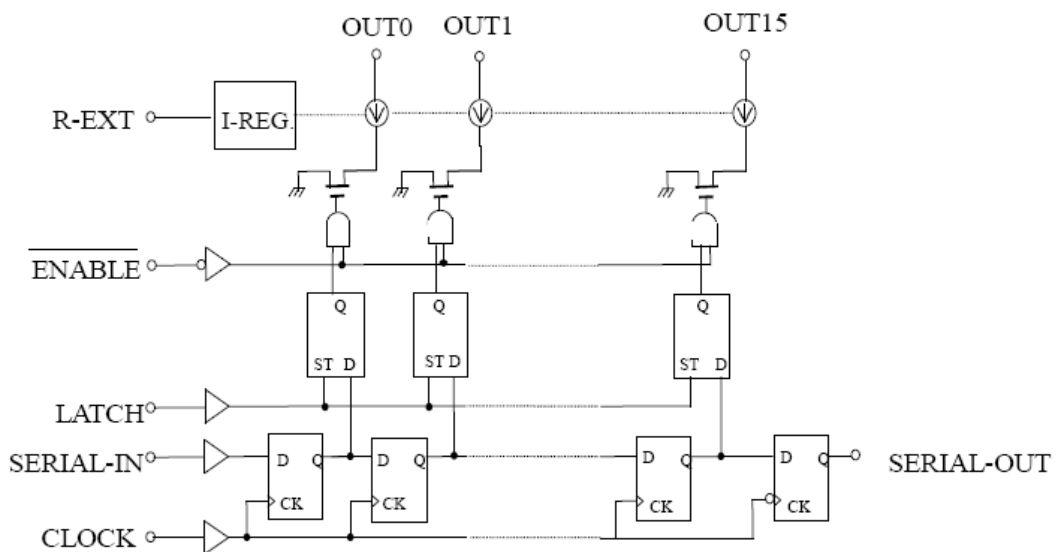 OUT0 OUT1 OUT15
R-EXT I-REG.
ENABLE
Q Q Q
ST D ST D ST D
LATCH
SERIAL-IN D Q D Q D Q D Q SERIAL-OUT
CK CK CK CK
CLOCK